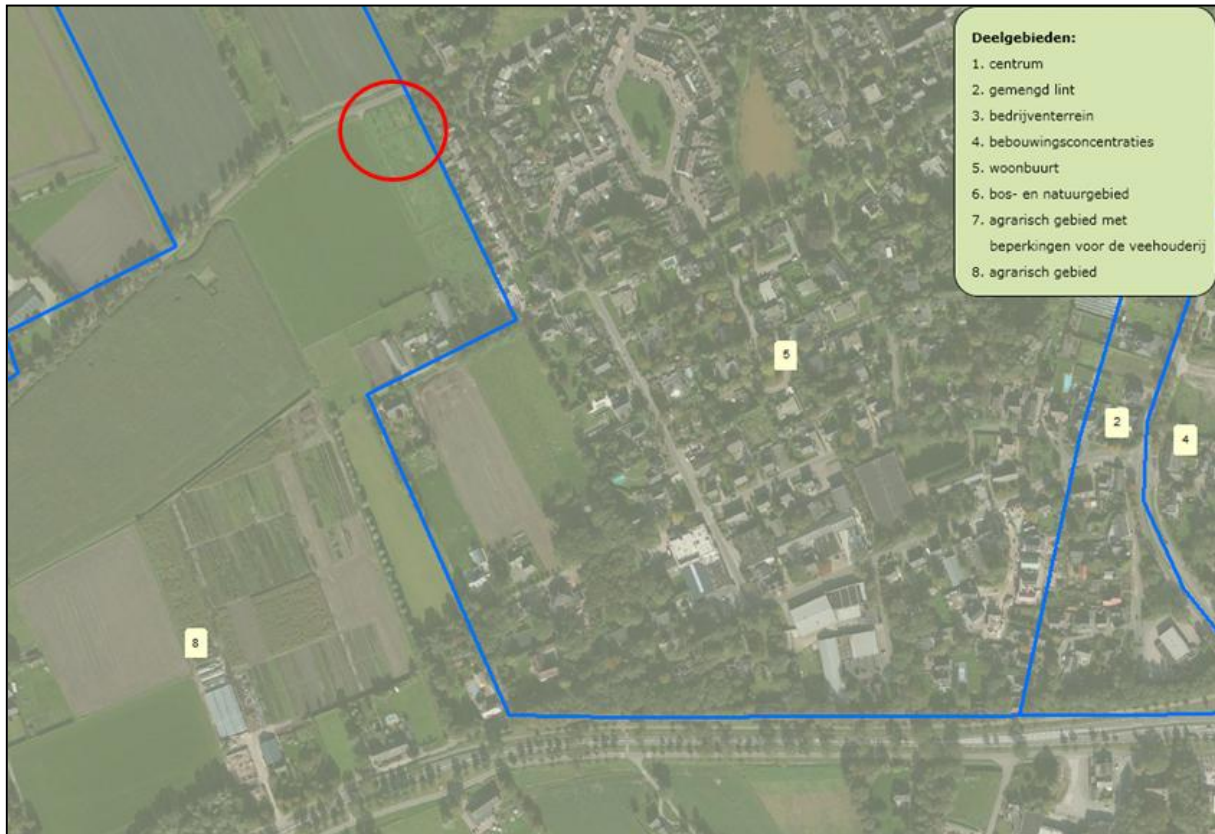 Deelgebieden:
1. centrum
2. gemengd lint
3. bedrijventerrein
4. bebouwingsconcentraties
5. woonbuurt
6. bos- en natuurgebied
7. agrarisch gebied met
beperkingen voor de veehouderij
8. agrarisch gebied
5
2
4
8